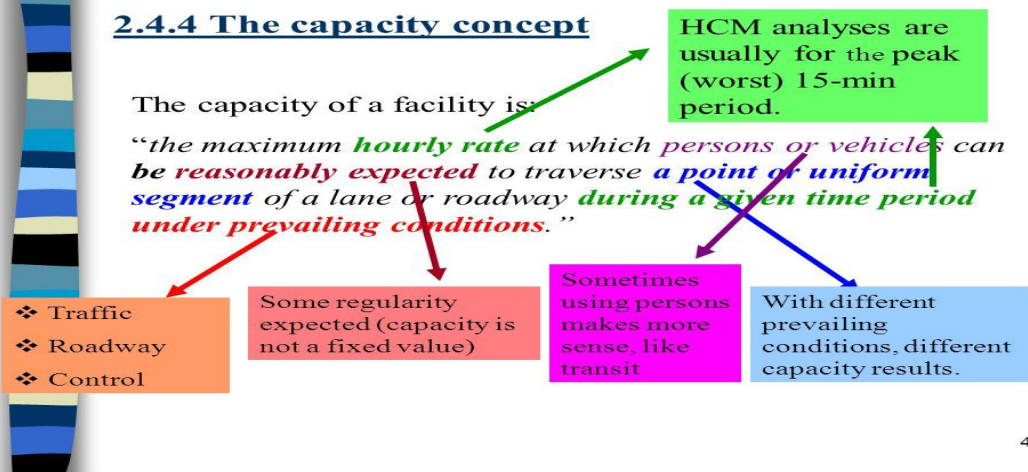 2.4.4 The capacity concept
HCM analyses are
usually for the peak
(worst) 15-min
period.
The capacity of a facility is:
“the maximum hourly rate at which persons or vehicles can
be reasonably expected to traverse a point or uniform
segment of a lane or roadway during a given time period
under prevailing conditions.”
❖ Traffic
❖ Roadway
❖ Control
Some regularity
expected (capacity is
not a fixed value)
Sometimes
using persons
makes more
sense, like
transit
With different
prevailing
conditions, different
capacity results.
4